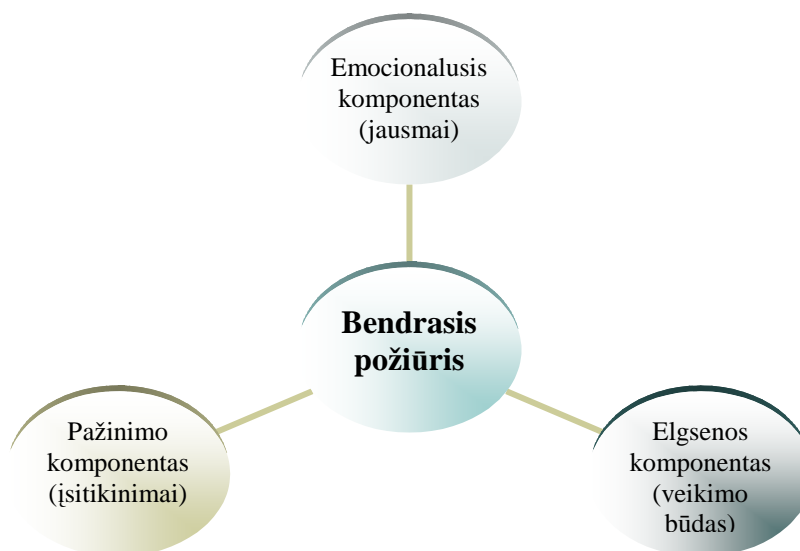 Emocionalusis
komponentas
(jausmai)
Bendrasis
požiūris
Pažinimo
komponentas
(įsitikinimai)
Elgsenos
komponentas
(veikimo
būdas)